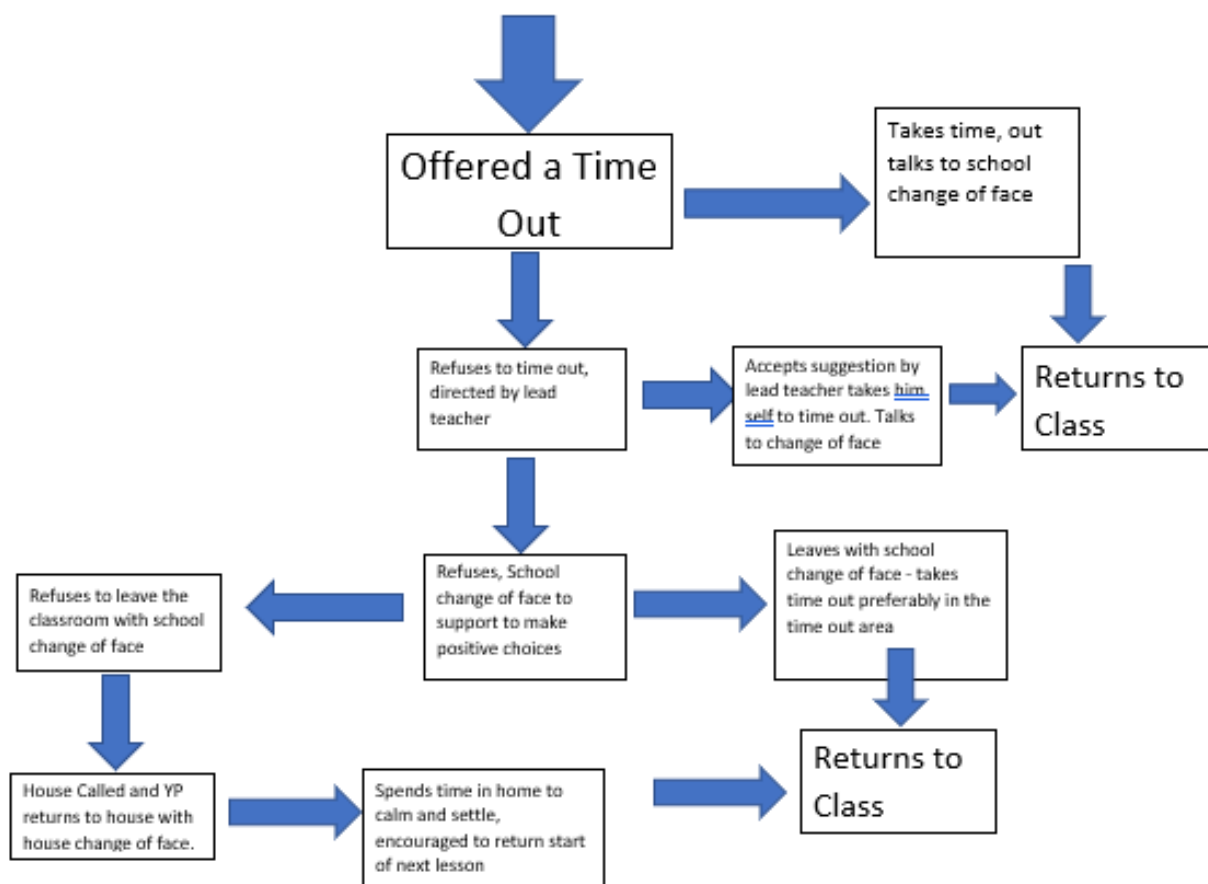 Offered a Time
Out
Takes time, out
talks to school
change of face
Refuses to time out,
directed by lead
teacher
Accepts suggestion by
lead teacher takes him
self to time out. Talks
to change of face
Returns to
Class
Refuses to leave the
classroom with school
change of face
Refuses, School
change of face to
support to make
positive choices
Leaves with school
change of face - takes
time out preferably in the
time out area
House Called and YP
returns to house with
house change of face.
Spends time in home to
calm and settle,
encouraged to return start
of next lesson
Returns to
Class